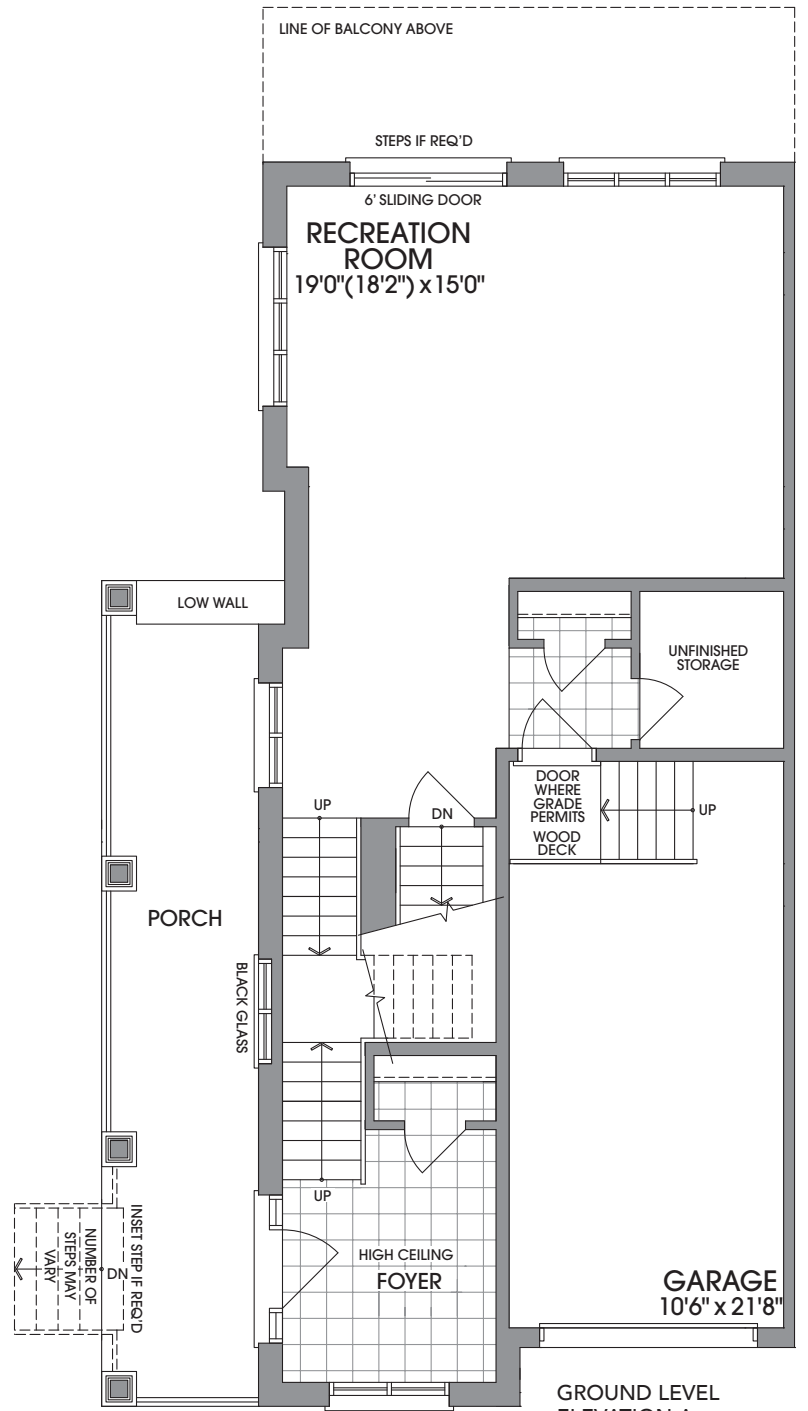 LINE OF BALCONY ABOVE
STEPS IF REQ'D
6' SLIDING DOOR
RECREATION
ROOM
19'0"(18'2") x 15'0"
LOW WALL
UNFINISHED
STORAGE
DOOR
WHERE
GRADE
PERMITS
WOOD
DECK
UP
UP
DN
PORCH
BLACK GLASS
UP
HIGH CEILING
FOYER
INSET STEP IF REQ'D
DN
NUMBER OF
STEPS MAY
VARY
GARAGE
10'6" x 21'8"
GROUND LEVEL
ELEVATION A